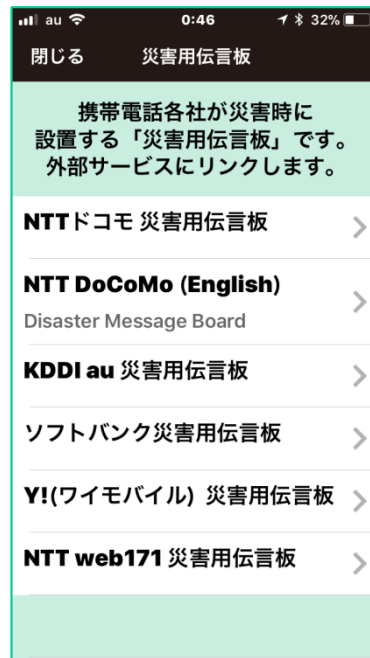 au 0:46 32%
閉じる 災害用伝言板
携帯電話各社が災害時に
設置する「災害用伝言板」です。
外部サービスにリンクします。
NTTドコモ 災害用伝言板
NTT DoCoMo (English)
Disaster Message Board
KDDI au 災害用伝言板
ソフトバンク災害用伝言板
Y!(ワイモバイル) 災害用伝言板
NTT web171 災害用伝言板